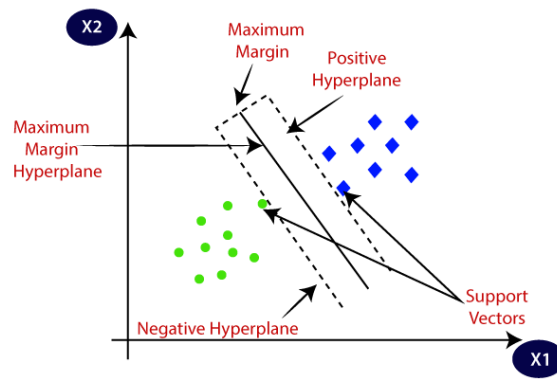 X2
Maximum
Margin
Positive
Hyperplane
Maximum
Margin
Hyperplane
Support
Vectors
Negative Hyperplane
X1